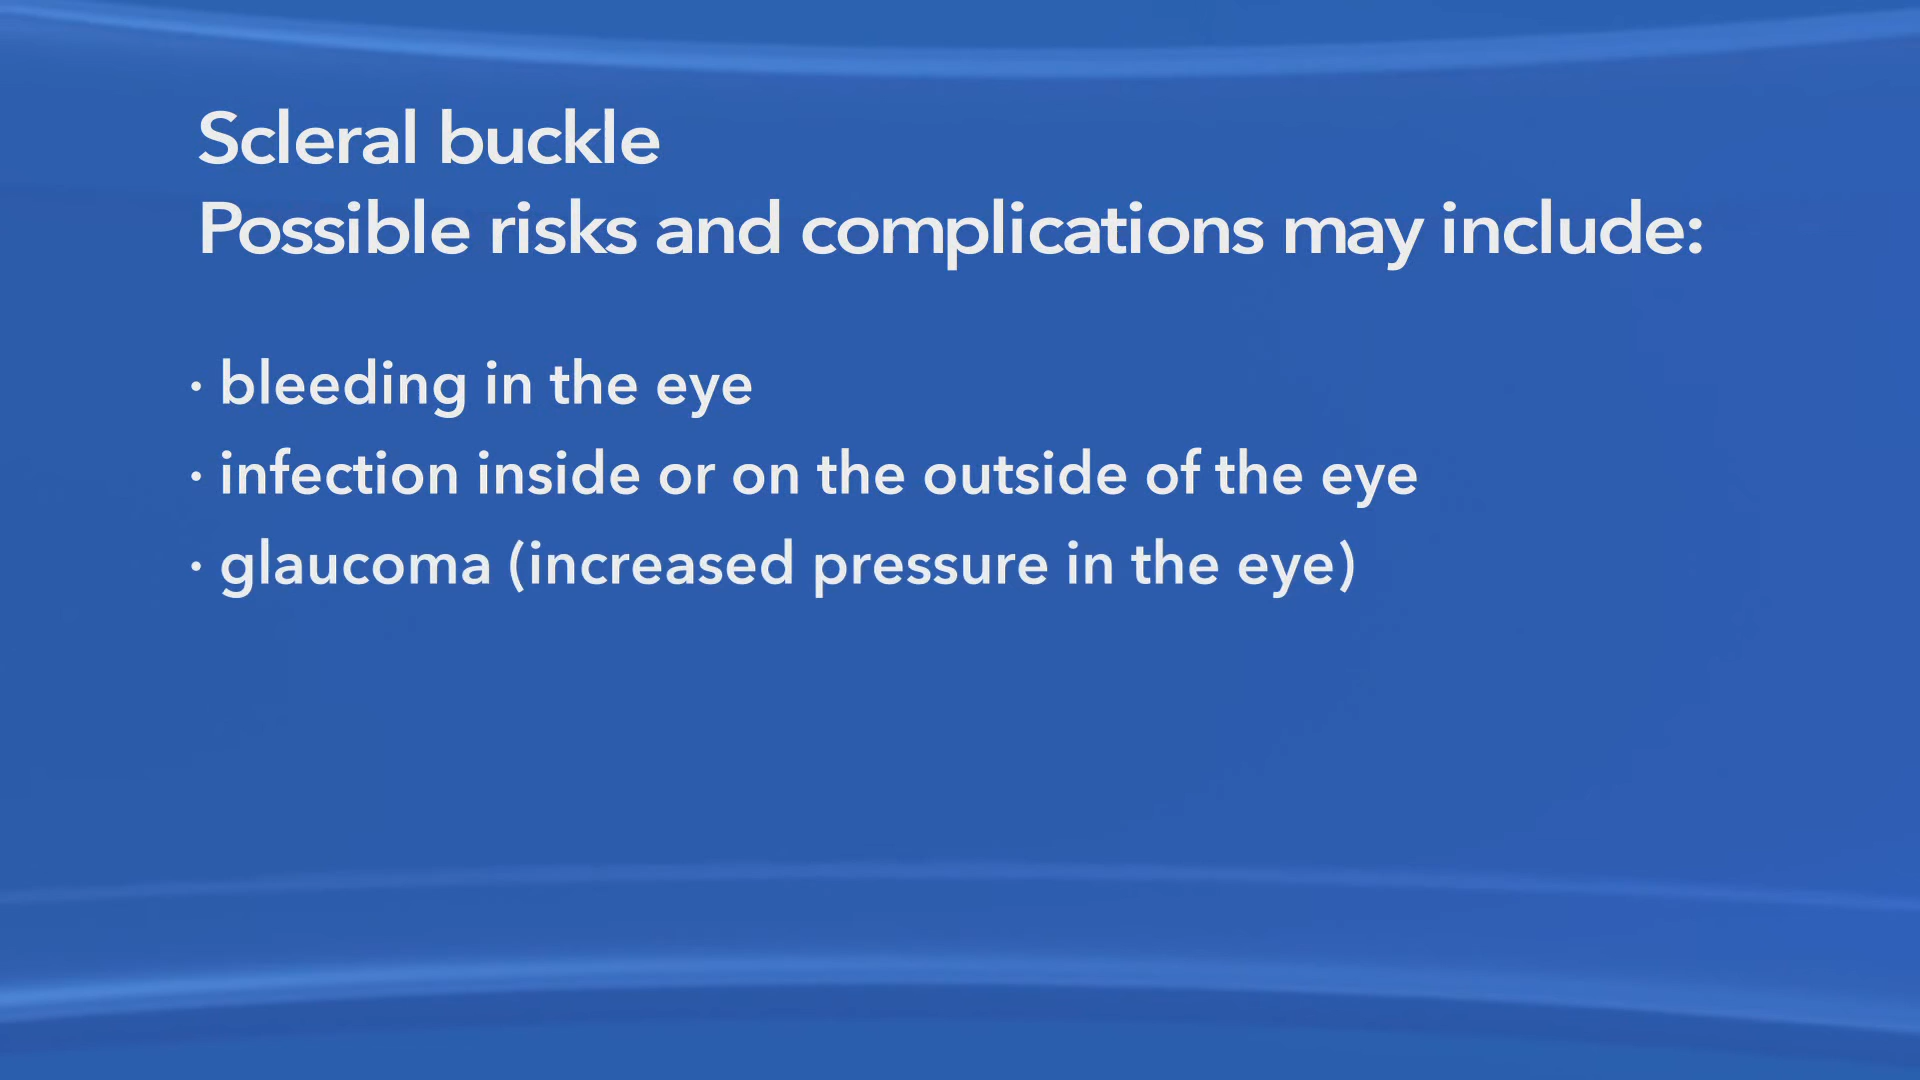 Scleral buckle
Possible risks and complications may include:
· bleeding in the eye
· infection inside or on the outside of the eye
· glaucoma (increased pressure in the eye)